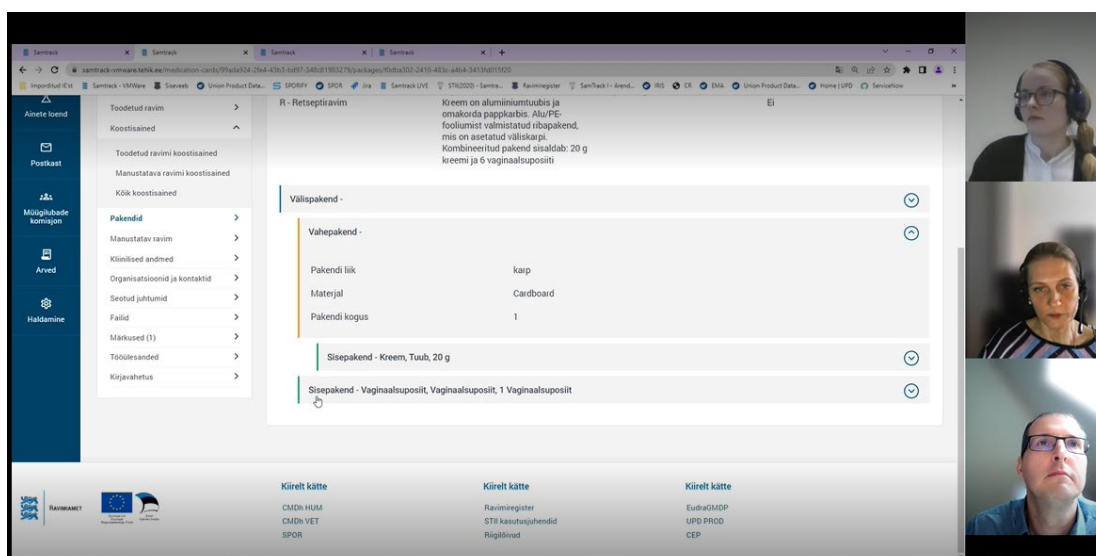 Samtrack
Samtrack
Samtrack
Samtrack
Imporditud IE'st
Samtrack - VMWare
Siseveeb
Union Product Data...
SPORIFY
SPOR
Jira
Samtrack LIVE
Ravimiregister
SamTrack I - Arend...
IRIS
CR
EMA
Union Product Data...
Home | UPD
Servicenow
Ainete loend
Postkast
Müügilubade
komisjon
Arved
Haldamine
Toodetud ravim
Koostisained
Toodetud ravimi koostisained
Manustatava ravimi koostisained
Kõik koostisained
Pakendid
Manustatav ravim
Kliinilised andmed
Organisatsioonid ja kontaktid
Seotud juhtumid
Failid
Märkused (1)
Tööülesanded
Kirjavahetus
R - Retseptiravim
Kreem on alumiiniumtuubis ja
omakorda pappkarbis. Alu/PE-
fooliumist valmistatud ribapakend,
mis on asetatud väliskarpi.
Kombineeritud pakend sisaldab: 20 g
kreemi ja 6 vaginaalsuposiiti
Ei
Välispakend -
Vahepakend -
Pakendi liik karp
Materjal Cardboard
Pakendi kogus 1
Sisepakend - Kreem, Tuub, 20 g
Sisepakend - Vaginaalsuposiit, Vaginaalsuposiit, 1 Vaginaalsuposiit
RAVIMIAMET
Kiirelt kätte
CMDh HUM
CMDh VET
SPOR
Kiirelt kätte
Ravimiregister
STII kasutusjuhendid
Riigilõivud
Kiirelt kätte
EudraGMDP
UPD PROD
CEP